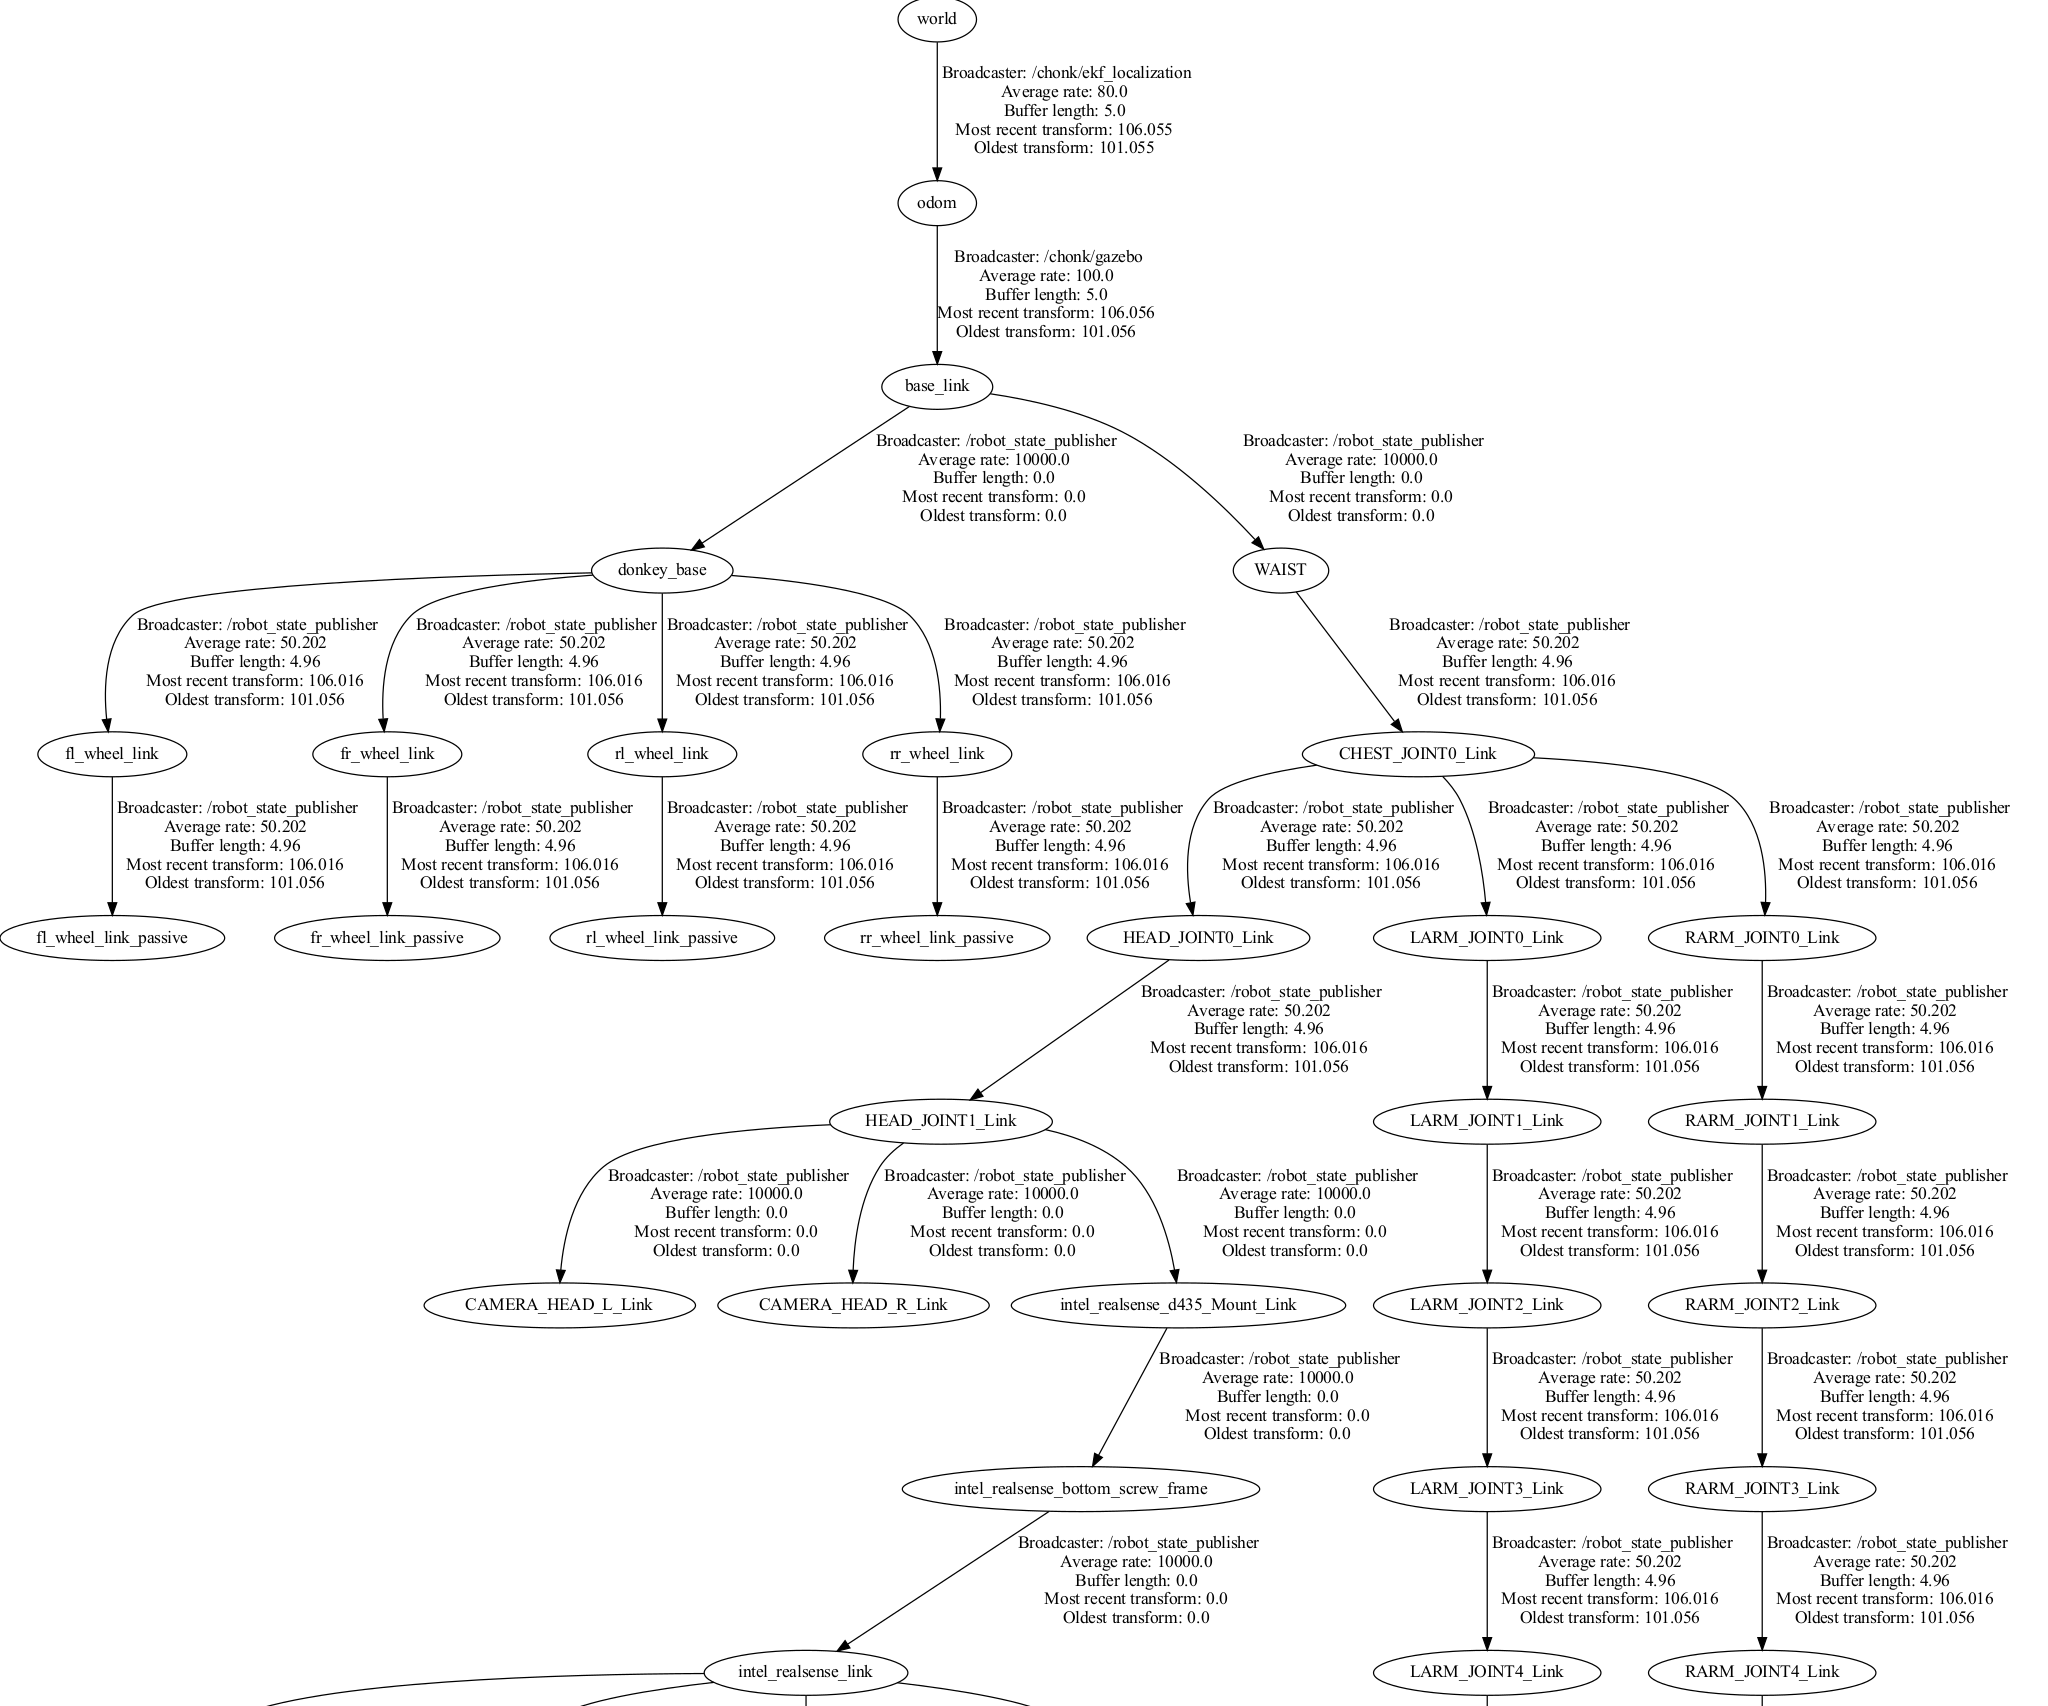 world
Broadcaster: /chonk/ekf_localization
Average rate: 80.0
Buffer length: 5.0
Most recent transform: 106.055
Oldest transform: 101.055
odom
Broadcaster: /chonk/gazebo
Average rate: 100.0
Buffer length: 5.0
Most recent transform: 106.056
Oldest transform: 101.056
base_link
Broadcaster: /robot_state_publisher
Average rate: 10000.0
Buffer length: 0.0
Most recent transform: 0.0
Oldest transform: 0.0
Broadcaster: /robot_state_publisher
Average rate: 10000.0
Buffer length: 0.0
Most recent transform: 0.0
Oldest transform: 0.0
donkey_base
WAIST
Broadcaster: /robot_state_publisher
Average rate: 50.202
Buffer length: 4.96
Most recent transform: 106.016
Oldest transform: 101.056
Broadcaster: /robot_state_publisher
Average rate: 50.202
Buffer length: 4.96
Most recent transform: 106.016
Oldest transform: 101.056
Broadcaster: /robot_state_publisher
Average rate: 50.202
Buffer length: 4.96
Most recent transform: 106.016
Oldest transform: 101.056
Broadcaster: /robot_state_publisher
Average rate: 50.202
Buffer length: 4.96
Most recent transform: 106.016
Oldest transform: 101.056
Broadcaster: /robot_state_publisher
Average rate: 50.202
Buffer length: 4.96
Most recent transform: 106.016
Oldest transform: 101.056
fl_wheel_link
fr_wheel_link
rl_wheel_link
rr_wheel_link
CHEST_JOINT0_Link
Broadcaster: /robot_state_publisher
Average rate: 50.202
Buffer length: 4.96
Most recent transform: 106.016
Oldest transform: 101.056
Broadcaster: /robot_state_publisher
Average rate: 50.202
Buffer length: 4.96
Most recent transform: 106.016
Oldest transform: 101.056
Broadcaster: /robot_state_publisher
Average rate: 50.202
Buffer length: 4.96
Most recent transform: 106.016
Oldest transform: 101.056
Broadcaster: /robot_state_publisher
Average rate: 50.202
Buffer length: 4.96
Most recent transform: 106.016
Oldest transform: 101.056
Broadcaster: /robot_state_publisher
Average rate: 50.202
Buffer length: 4.96
Most recent transform: 106.016
Oldest transform: 101.056
Broadcaster: /robot_state_publisher
Average rate: 50.202
Buffer length: 4.96
Most recent transform: 106.016
Oldest transform: 101.056
Broadcaster: /robot_state_publisher
Average rate: 50.202
Buffer length: 4.96
Most recent transform: 106.016
Oldest transform: 101.056
fl_wheel_link_passive
fr_wheel_link_passive
rl_wheel_link_passive
rr_wheel_link_passive
HEAD_JOINT0_Link
LARM_JOINT0_Link
RARM_JOINT0_Link
Broadcaster: /robot_state_publisher
Average rate: 50.202
Buffer length: 4.96
Most recent transform: 106.016
Oldest transform: 101.056
Broadcaster: /robot_state_publisher
Average rate: 50.202
Buffer length: 4.96
Most recent transform: 106.016
Oldest transform: 101.056
Broadcaster: /robot_state_publisher
Average rate: 50.202
Buffer length: 4.96
Most recent transform: 106.016
Oldest transform: 101.056
HEAD_JOINT1_Link
LARM_JOINT1_Link
RARM_JOINT1_Link
Broadcaster: /robot_state_publisher
Average rate: 10000.0
Buffer length: 0.0
Most recent transform: 0.0
Oldest transform: 0.0
Broadcaster: /robot_state_publisher
Average rate: 10000.0
Buffer length: 0.0
Most recent transform: 0.0
Oldest transform: 0.0
Broadcaster: /robot_state_publisher
Average rate: 10000.0
Buffer length: 0.0
Most recent transform: 0.0
Oldest transform: 0.0
Broadcaster: /robot_state_publisher
Average rate: 50.202
Buffer length: 4.96
Most recent transform: 106.016
Oldest transform: 101.056
Broadcaster: /robot_state_publisher
Average rate: 50.202
Buffer length: 4.96
Most recent transform: 106.016
Oldest transform: 101.056
CAMERA_HEAD_L_Link
CAMERA_HEAD_R_Link
intel_realsense_d435_Mount_Link
LARM_JOINT2_Link
RARM_JOINT2_Link
Broadcaster: /robot_state_publisher
Average rate: 10000.0
Buffer length: 0.0
Most recent transform: 0.0
Oldest transform: 0.0
Broadcaster: /robot_state_publisher
Average rate: 50.202
Buffer length: 4.96
Most recent transform: 106.016
Oldest transform: 101.056
Broadcaster: /robot_state_publisher
Average rate: 50.202
Buffer length: 4.96
Most recent transform: 106.016
Oldest transform: 101.056
intel_realsense_bottom_screw_frame
LARM_JOINT3_Link
RARM_JOINT3_Link
Broadcaster: /robot_state_publisher
Average rate: 10000.0
Buffer length: 0.0
Most recent transform: 0.0
Oldest transform: 0.0
Broadcaster: /robot_state_publisher
Average rate: 50.202
Buffer length: 4.96
Most recent transform: 106.016
Oldest transform: 101.056
Broadcaster: /robot_state_publisher
Average rate: 50.202
Buffer length: 4.96
Most recent transform: 106.016
Oldest transform: 101.056
intel_realsense_link
LARM_JOINT4_Link
RARM_JOINT4_Link